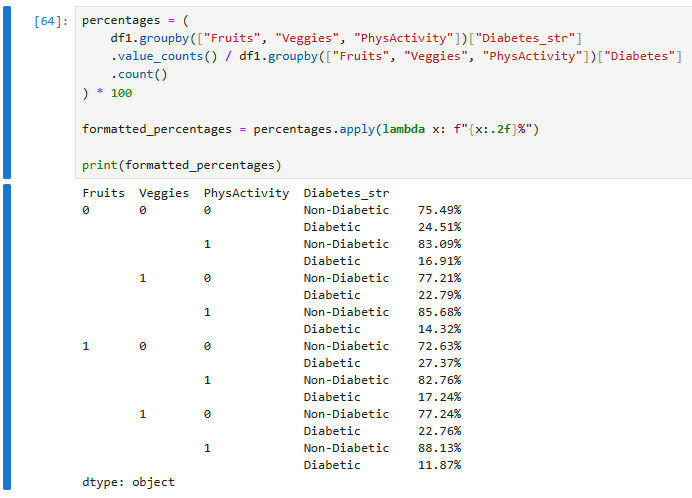 [64]: percentages = (
    df1.groupby(["Fruits", "Veggies", "PhysActivity"])["Diabetes_str"]
    .value_counts() / df1.groupby(["Fruits", "Veggies", "PhysActivity"])["Diabetes"]
    .count()
) * 100

formatted_percentages = percentages.apply(lambda x: f"{x:.2f}%")

print(formatted_percentages)

Fruits  Veggies  PhysActivity  Diabetes_str
0       0        0             Non-Diabetic    75.49%
                               Diabetic        24.51%
                 1             Non-Diabetic    83.09%
                               Diabetic        16.91%
        1        0             Non-Diabetic    77.21%
                               Diabetic        22.79%
                 1             Non-Diabetic    85.68%
                               Diabetic        14.32%
1       0        0             Non-Diabetic    72.63%
                               Diabetic        27.37%
                 1             Non-Diabetic    82.76%
                               Diabetic        17.24%
        1        0             Non-Diabetic    77.24%
                               Diabetic        22.76%
                 1             Non-Diabetic    88.13%
                               Diabetic        11.87%
dtype: object